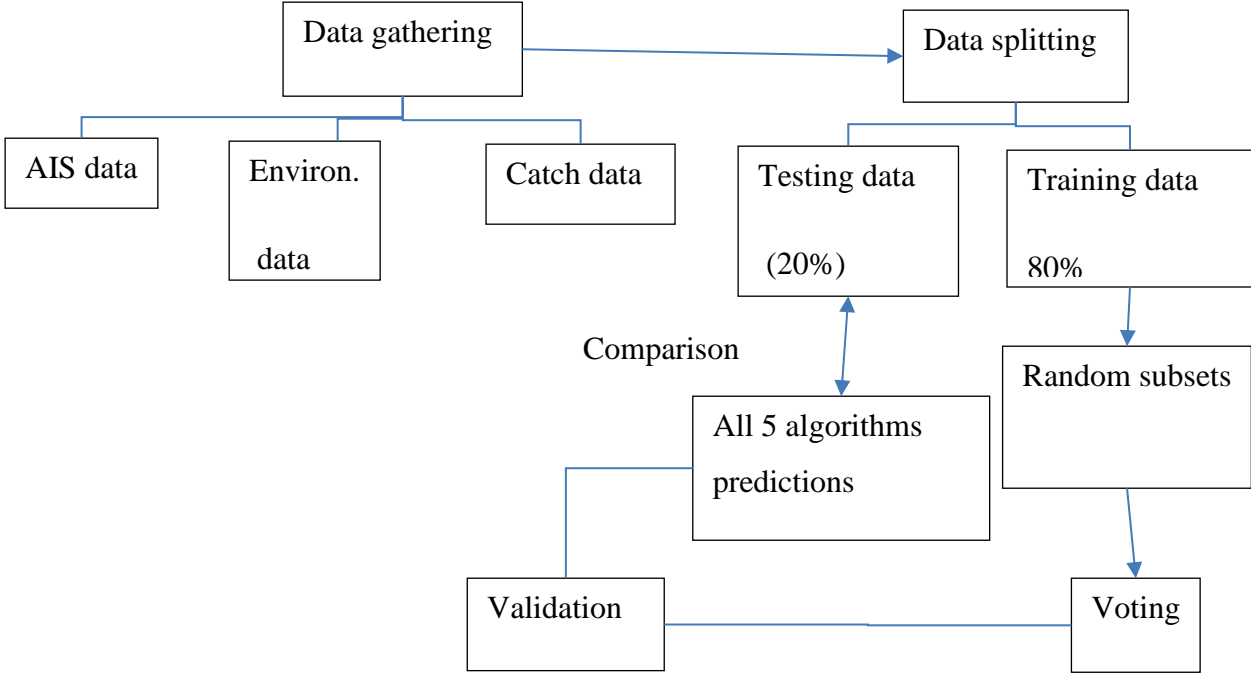 Data gathering
Data splitting
AIS data
Environ.
data
Catch data
Testing data
(20%)
Training data
80%
Comparison
Random subsets
All 5 algorithms
predictions
Validation
Voting